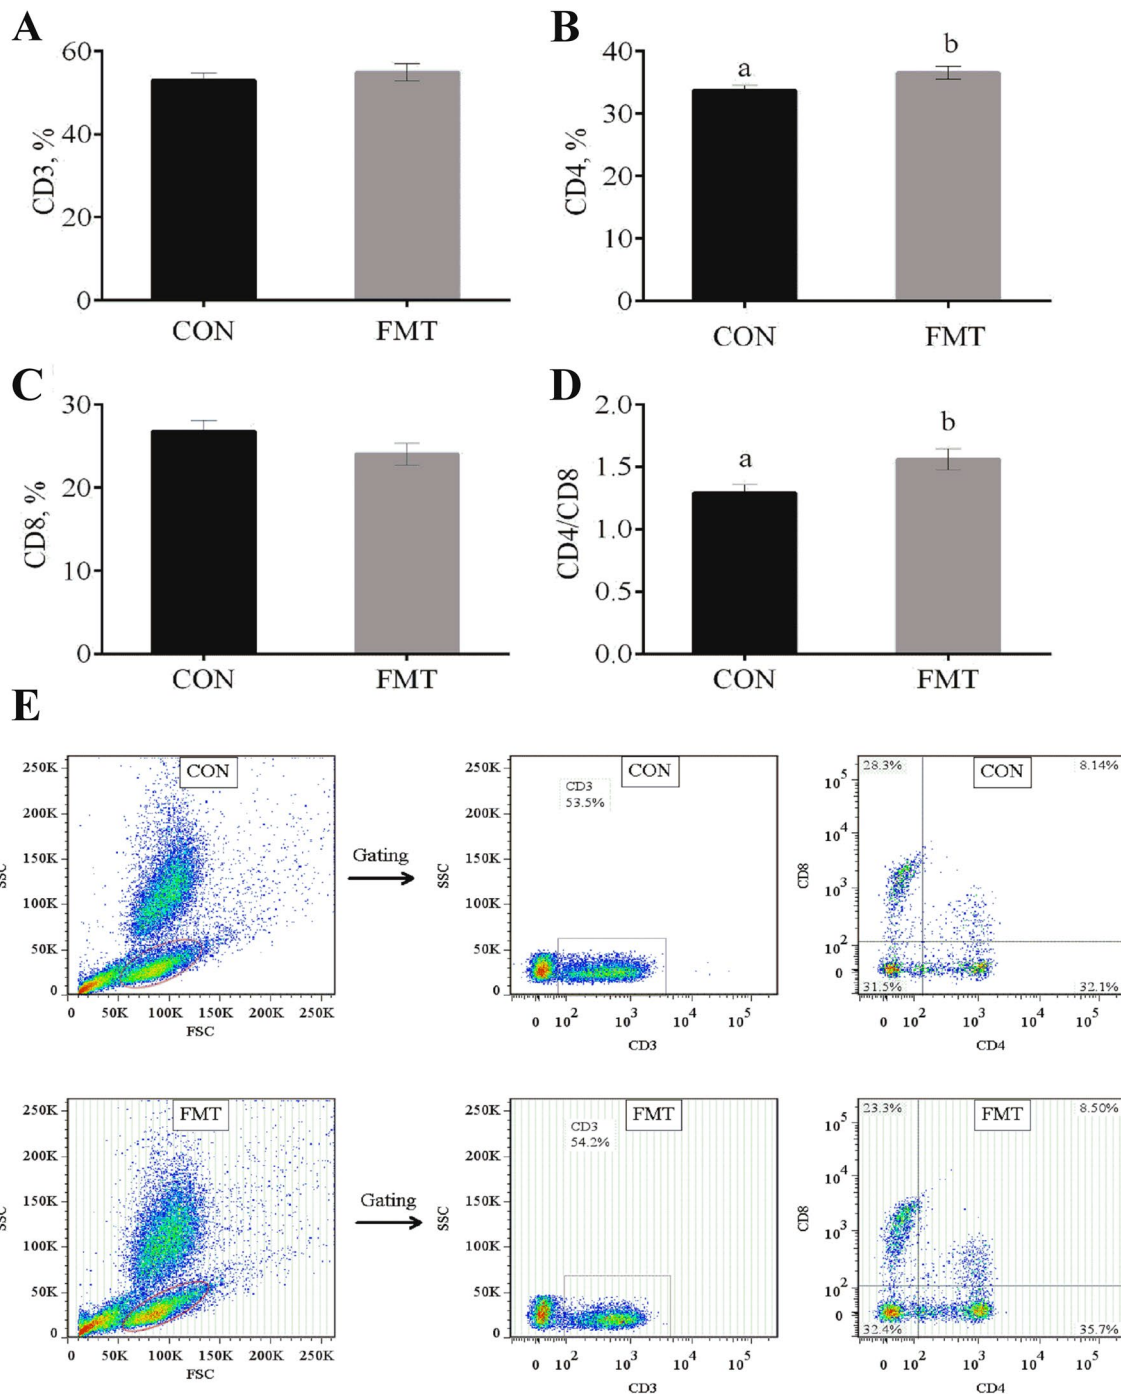 A
B
60
40
20
0
CD3, %
CON
FMT
40
30
20
10
0
CD4, %
a
b
CON
FMT
C
D
30
20
10
0
CD8, %
CON
FMT
2.0
1.5
1.0
0.5
0.0
CD4/CD8
a
b
CON
FMT
E
CON
250K
200K
150K
100K
50K
0
SSC
0 50K 100K 150K 200K 250K
FSC
Gating
CON
CD3
53.5%
250K
200K
150K
100K
50K
0
SSC
0 10² 10³ 10⁴ 10⁵
CD3
CON
28.3%
8.14%
31.5%
32.1%
10⁵
10⁴
10³
10²
0
CD8
0 10² 10³ 10⁴ 10⁵
CD4
FMT
250K
200K
150K
100K
50K
0
SSC
0 50K 100K 150K 200K 250K
FSC
Gating
FMT
CD3
54.2%
250K
200K
150K
100K
50K
0
SSC
0 10² 10³ 10⁴ 10⁵
CD3
FMT
23.3%
8.50%
32.4%
35.7%
10⁵
10⁴
10³
10²
0
CD8
0 10² 10³ 10⁴ 10⁵
CD4